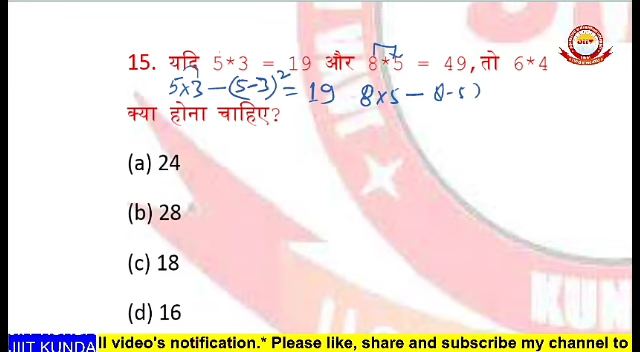 15. यदि 5*3 = 19 और 8*5 = 49, तो 6*4
5×3 - (5-3)² = 19 8×5 - (8-5)
क्या होना चाहिए?
(a) 24
(b) 28
(c) 18
(d) 16
JIIT KUNDA ll video's notification.* Please like, share and subscribe my channel to